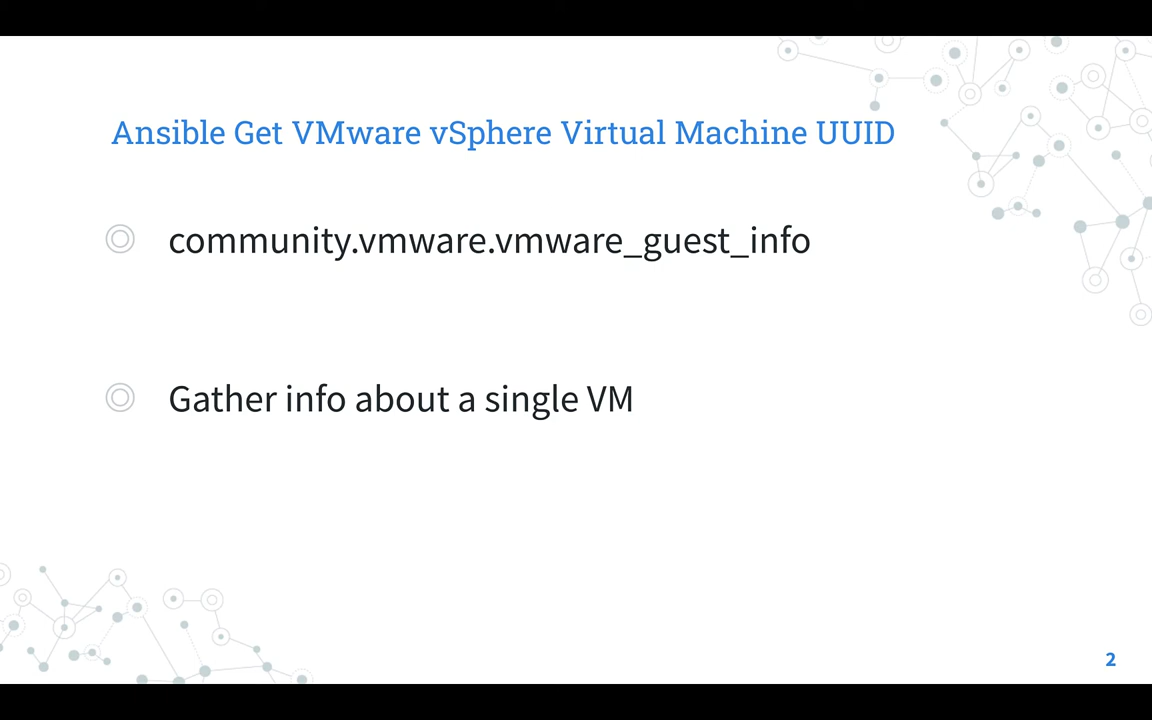 Ansible Get VMware vSphere Virtual Machine UUID
community.vmware.vmware_guest_info
Gather info about a single VM
2